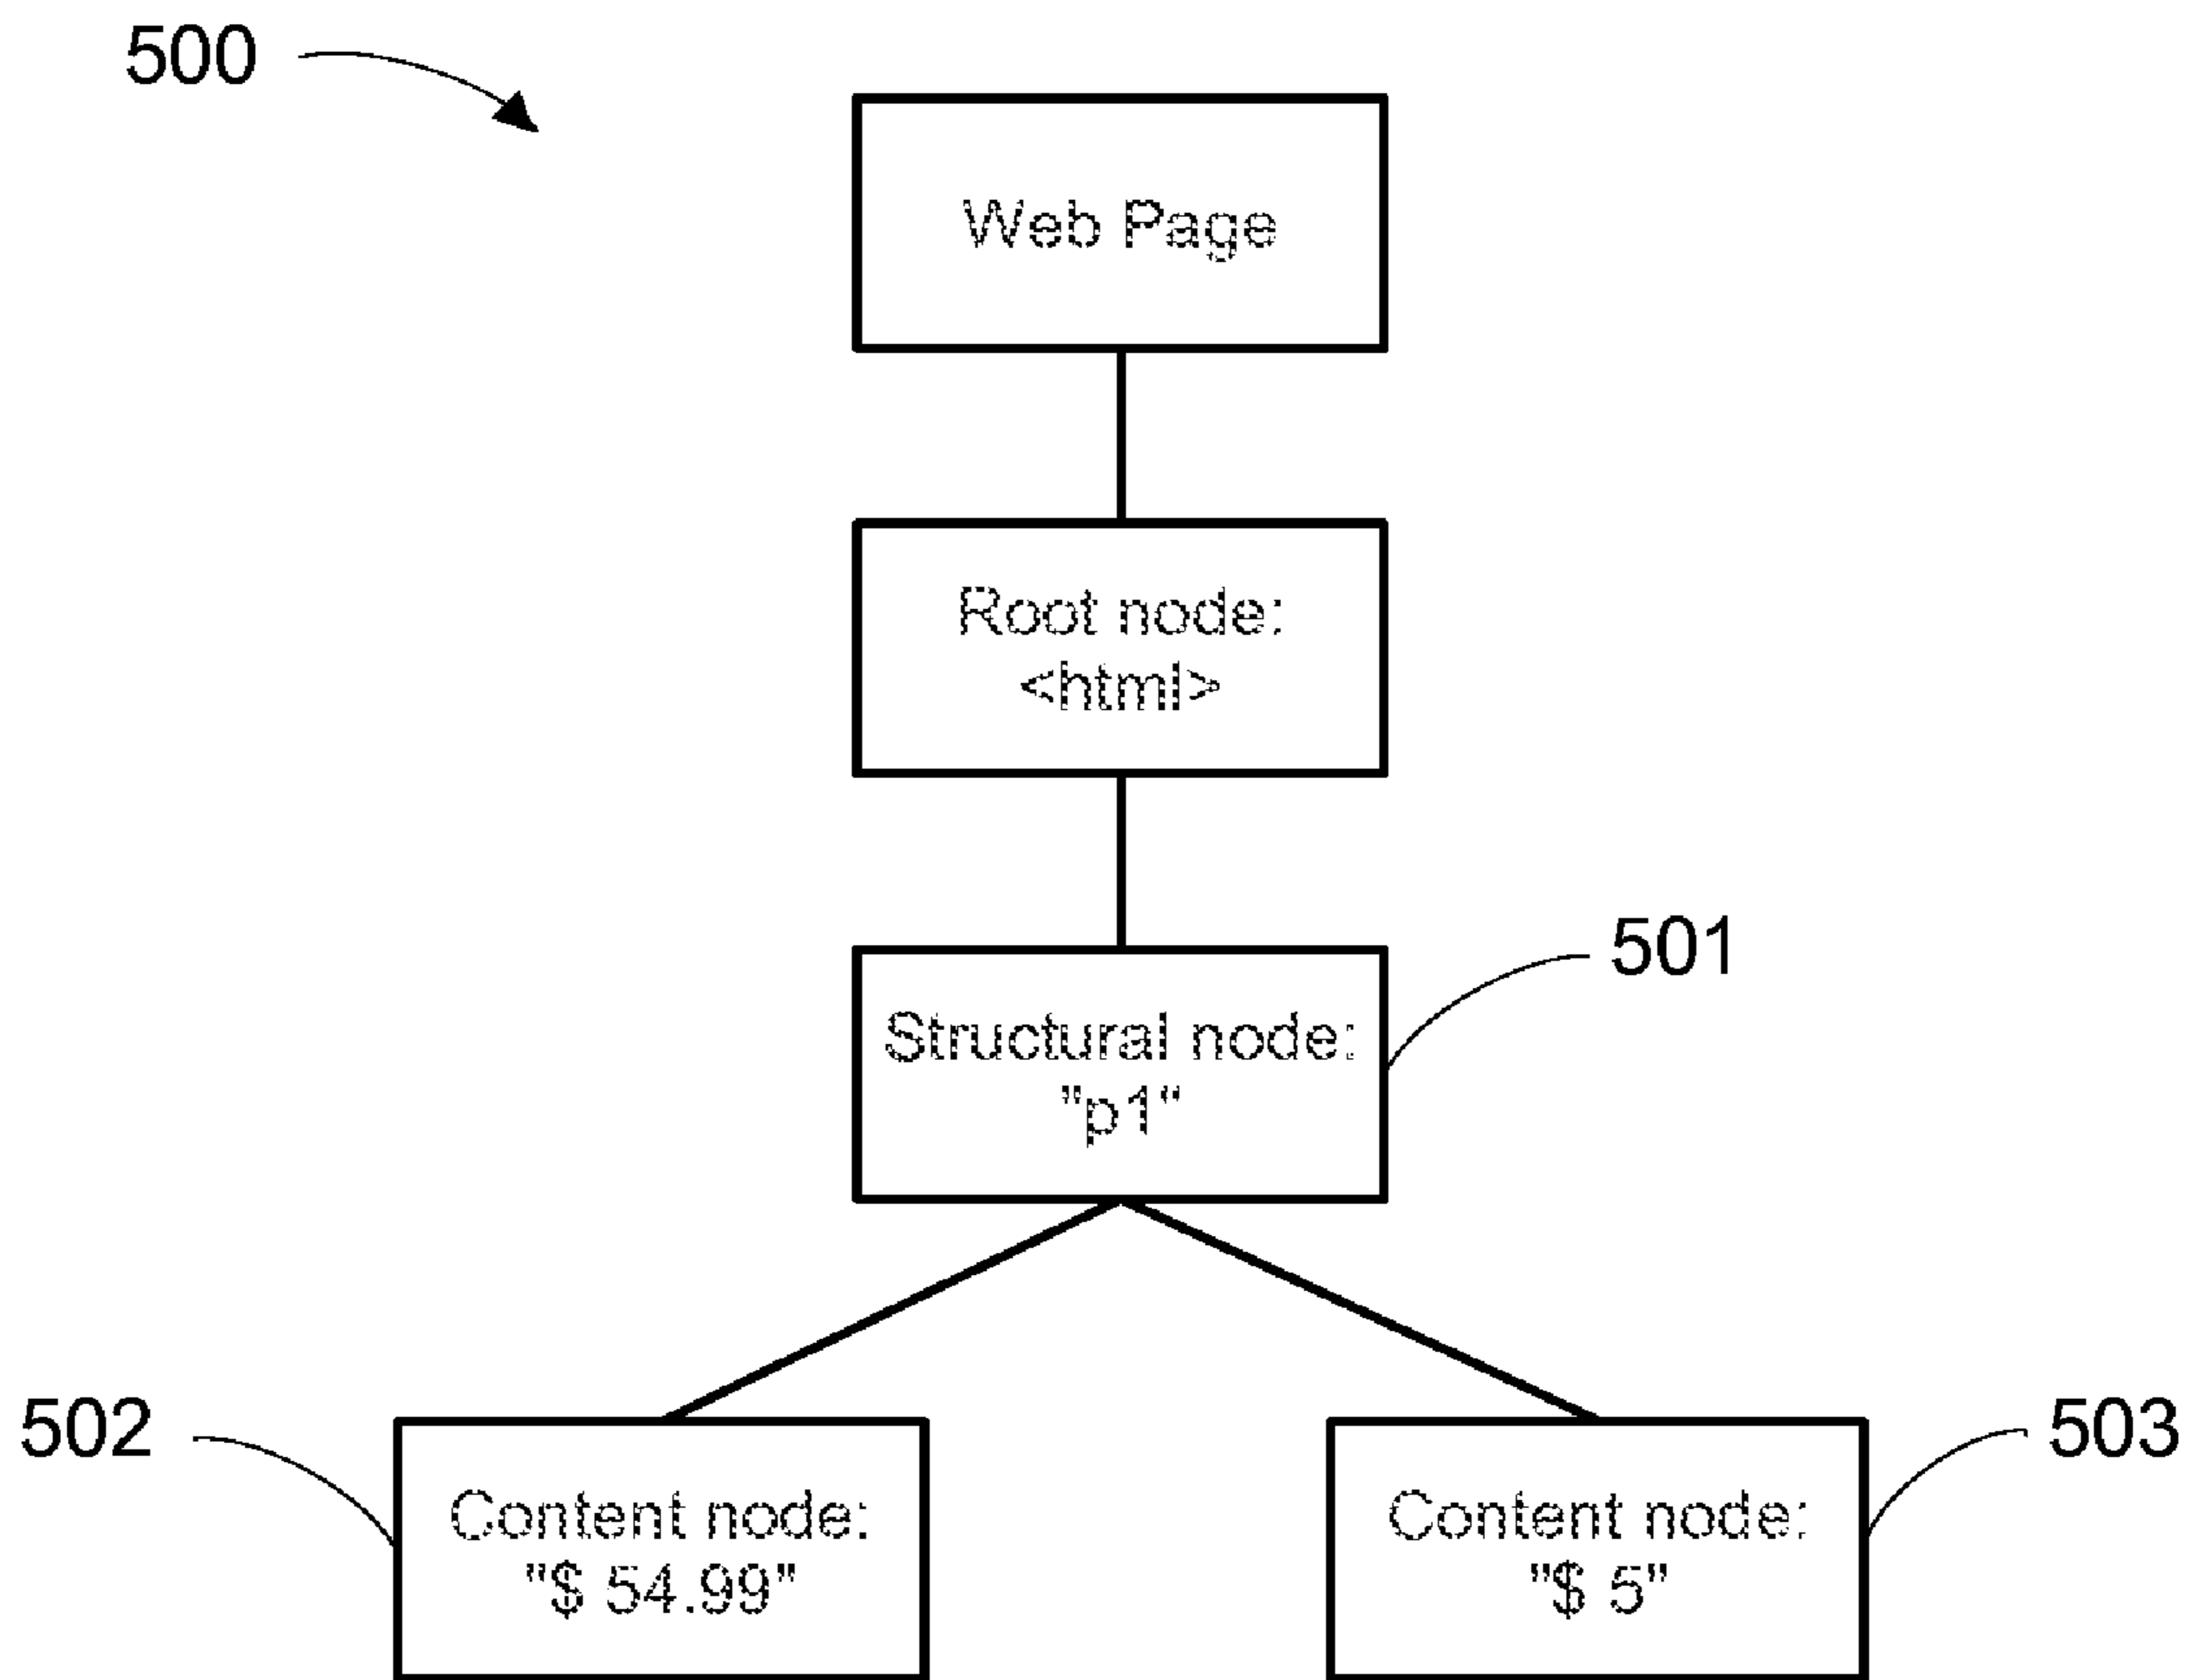 500
Web Page
Root node:
<html>
501
Structural node:
"p1"
502
503
Content node:
"$ 54.99"
Content node:
"$ 5"